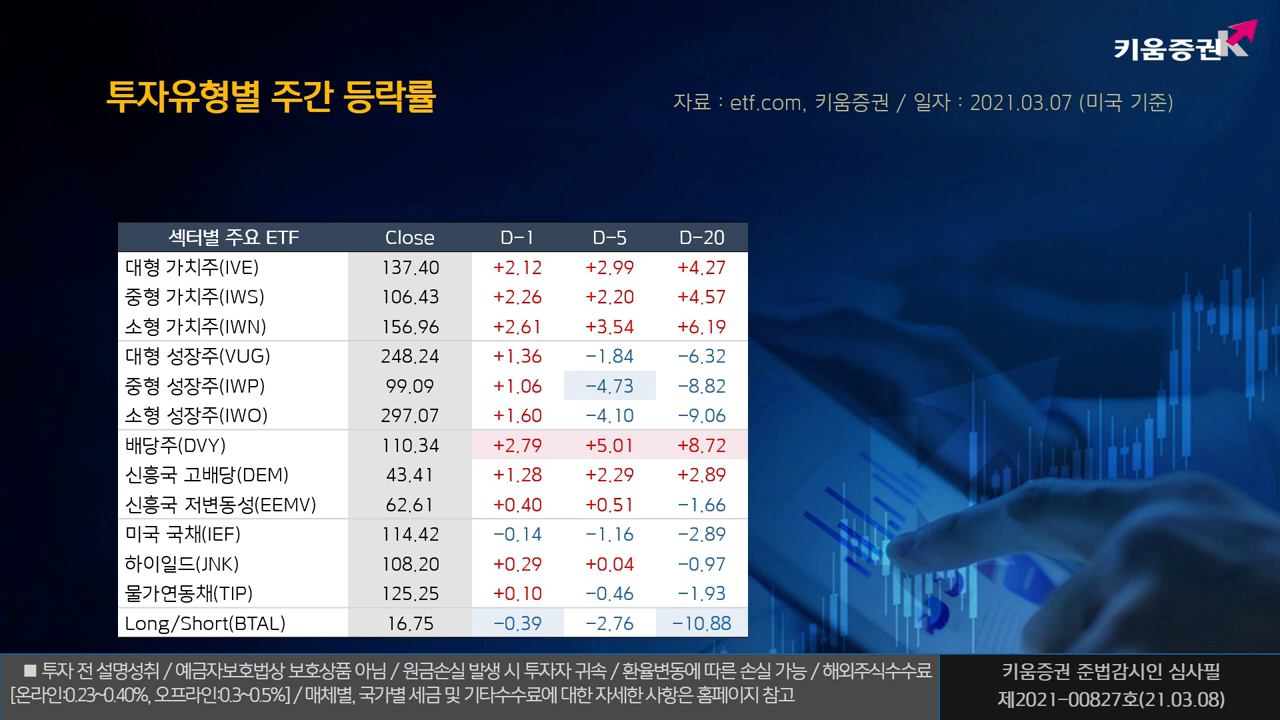 키움증권
투자유형별 주간 등락률
자료 : etf.com, 키움증권 / 일자 : 2021.03.07 (미국 기준)
섹터별 주요 ETF Close D-1 D-5 D-20
대형 가치주(IVE) 137.40 +2.12 +2.99 +4.27
중형 가치주(IWS) 106.43 +2.26 +2.20 +4.57
소형 가치주(IWN) 156.96 +2.61 +3.54 +6.19
대형 성장주(VUG) 248.24 +1.36 -1.84 -6.32
중형 성장주(IWP) 99.09 +1.06 -4.73 -8.82
소형 성장주(IWO) 297.07 +1.60 -4.10 -9.06
배당주(DVY) 110.34 +2.79 +5.01 +8.72
신흥국 고배당(DEM) 43.41 +1.28 +2.29 +2.89
신흥국 저변동성(EEMV) 62.61 +0.40 +0.51 -1.66
미국 국채(IEF) 114.42 -0.14 -1.16 -2.89
하이일드(JNK) 108.20 +0.29 +0.04 -0.97
물가연동채(TIP) 125.25 +0.10 -0.46 -1.93
Long/Short(BTAL) 16.75 -0.39 -2.76 -10.88
■ 투자 전 설명성취 / 예금자보호법상 보호상품 아님 / 원금손실 발생 시 투자자 귀속 / 환율변동에 따른 손실 가능 / 해외주식수수료
[온라인:0.23~0.40%, 오프라인:0.3~0.5%] / 매체별, 국가별 세금 및 기타수수료에 대한 자세한 사항은 홈페이지 참고
키움증권 준법감시인 심사필
제2021-00827호(21.03.08)